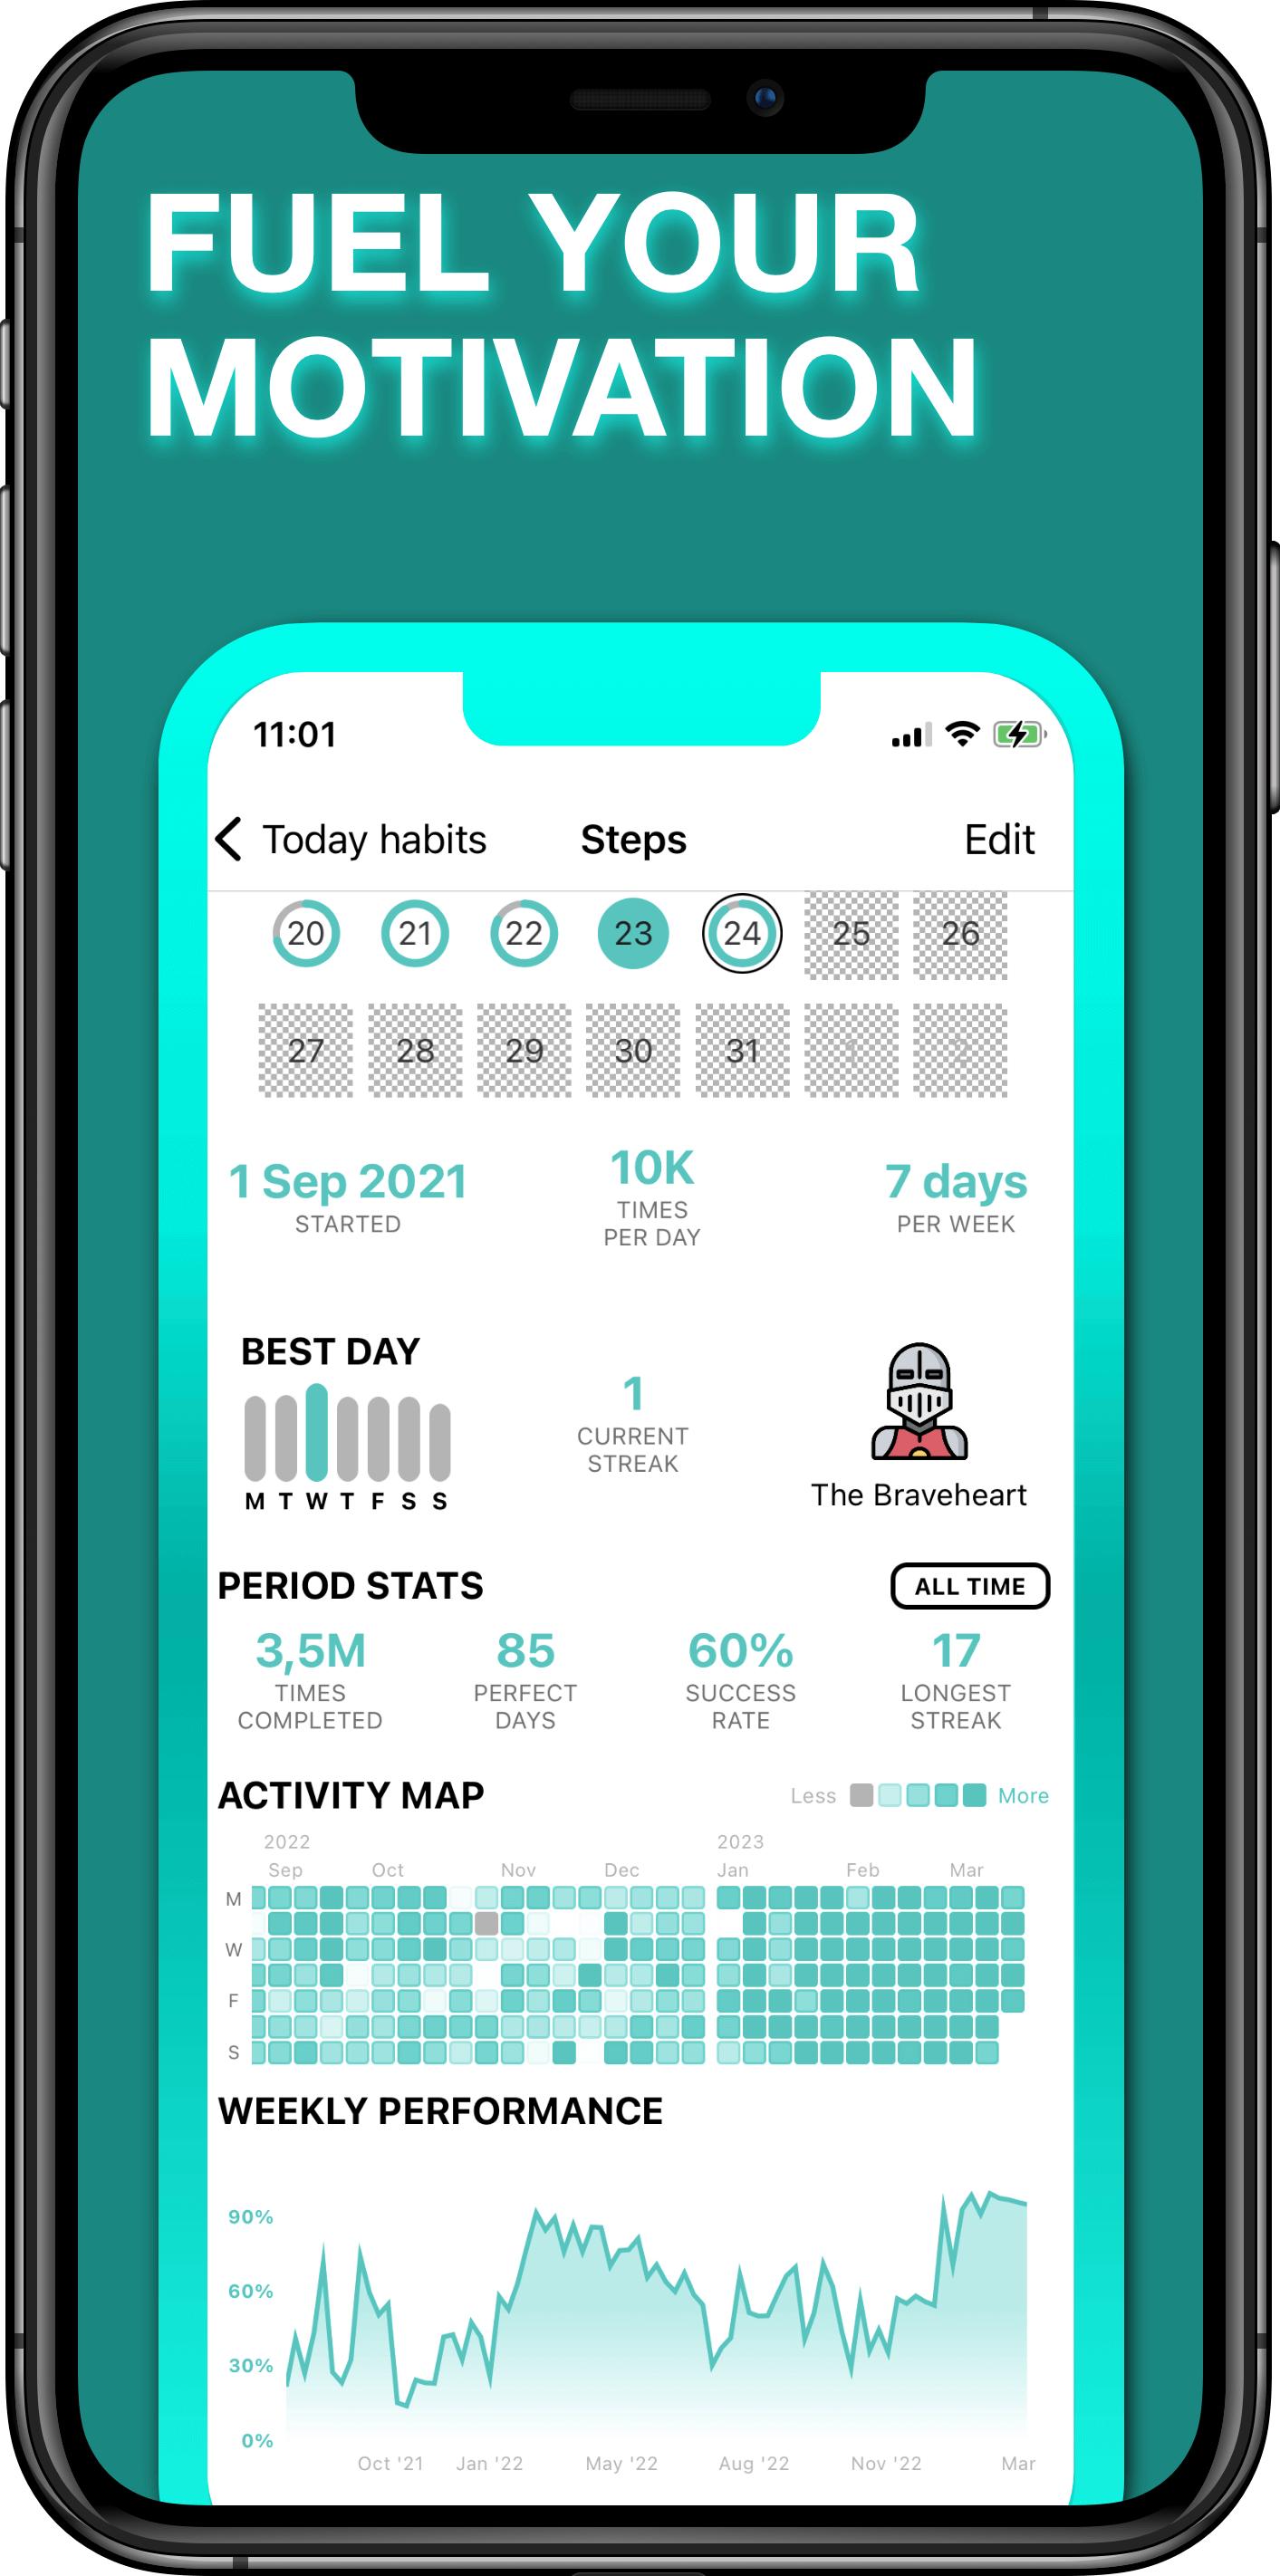 FUEL YOUR
MOTIVATION
11:01
Today habits Steps Edit
20 21 22 23 24 25 26
27 28 29 30 31 1 2
1 Sep 2021 10K 7 days
STARTED TIMES PER WEEK
PER DAY
BEST DAY
1
CURRENT
STREAK
M T W T F S S
The Braveheart
PERIOD STATS ALL TIME
3,5M 85 60% 17
TIMES PERFECT SUCCESS LONGEST
COMPLETED DAYS RATE STREAK
ACTIVITY MAP Less More
2022 2023
Sep Oct Nov Dec Jan Feb Mar
M
W
F
S
WEEKLY PERFORMANCE
90%
60%
30%
0%
Oct '21 Jan '22 May '22 Aug '22 Nov '22 Mar